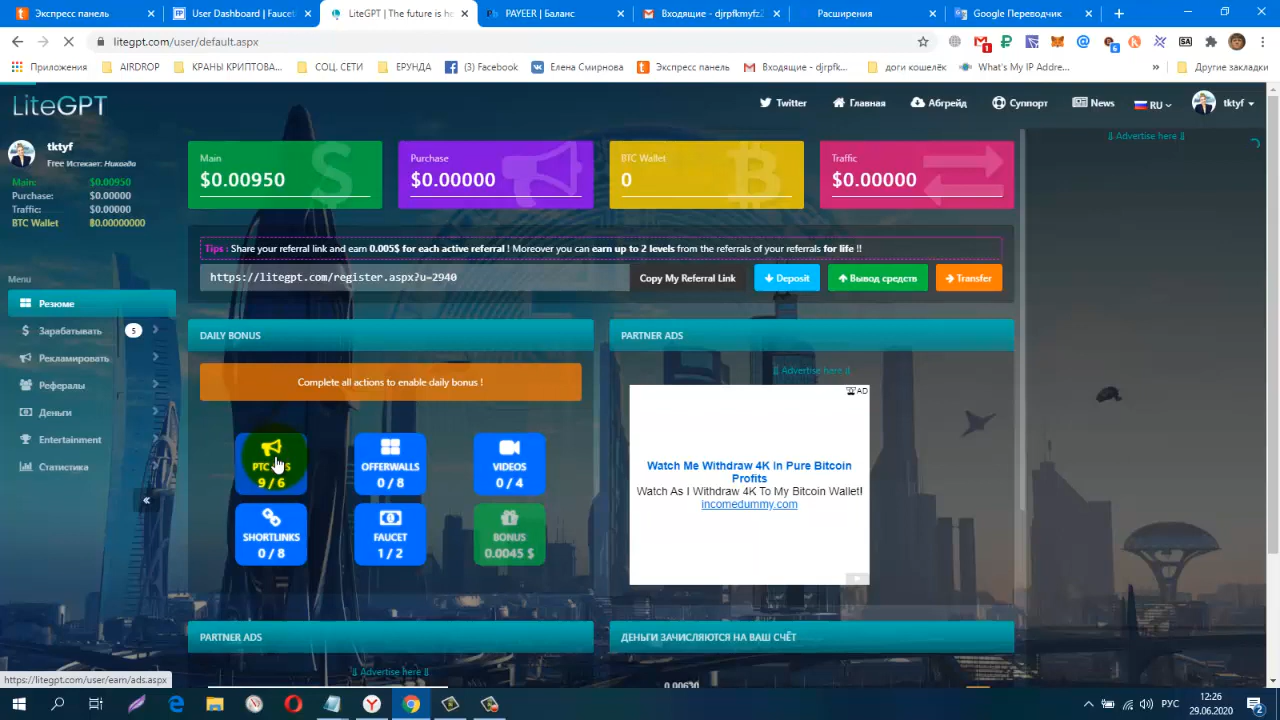 Экспресс панель
User Dashboard | Faucet
LiteGPT | The future is he
PAYEER | Баланс
Входящие - djrpfkmyfz
Расширения
Google Переводчик
litegpt.com/user/default.aspx
Приложения
AIRDROP
КРАНЫ КРИПТОВА...
СОЦ. СЕТИ
ЕРУНДА
(3) Facebook
Елена Смирнова
Экспресс панель
Входящие - djrpfk...
доги кошелёк
What's My IP Addre...
»
Другие закладки
LiteGPT
Twitter
Главная
Абгрейд
Суппорт
News
RU
tktyf
tktyf
Free Истекает: Никогда
Main: $0.00950
Purchase: $0.00000
Traffic: $0.00000
BTC Wallet ฿0.00000000
Main
$0.00950
Purchase
$0.00000
BTC Wallet
0
Traffic
$0.00000
⇩ Advertise here ⇩
Tips : Share your referral link and earn 0.005$ for each active referral ! Moreover you can earn up to 2 levels from the referrals of your referrals for life !!
https://litegpt.com/register.aspx?u=2940
Copy My Referral Link
Deposit
Вывод средств
Transfer
Menu
Резюме
Зарабатывать 5
Рекламировать
Рефералы
Деньги
Entertainment
Статистика
DAILY BONUS
Complete all actions to enable daily bonus !
9 / 6
OFFERWALLS
0 / 8
VIDEOS
0 / 4
SHORTLINKS
0 / 8
FAUCET
1 / 2
BONUS
0.0045 $
PARTNER ADS
⇩ Advertise here ⇩
AD
Watch Me Withdraw 4K In Pure Bitcoin
Profits
Watch As I Withdraw 4K To My Bitcoin Wallet!
incomedummy.com
PARTNER ADS
⇩ Advertise here ⇩
ДЕНЬГИ ЗАЧИСЛЯЮТСЯ НА ВАШ СЧЁТ
https://litegpt.com/user/earn/ads.aspx
РУС
12:26
29.06.2020
2